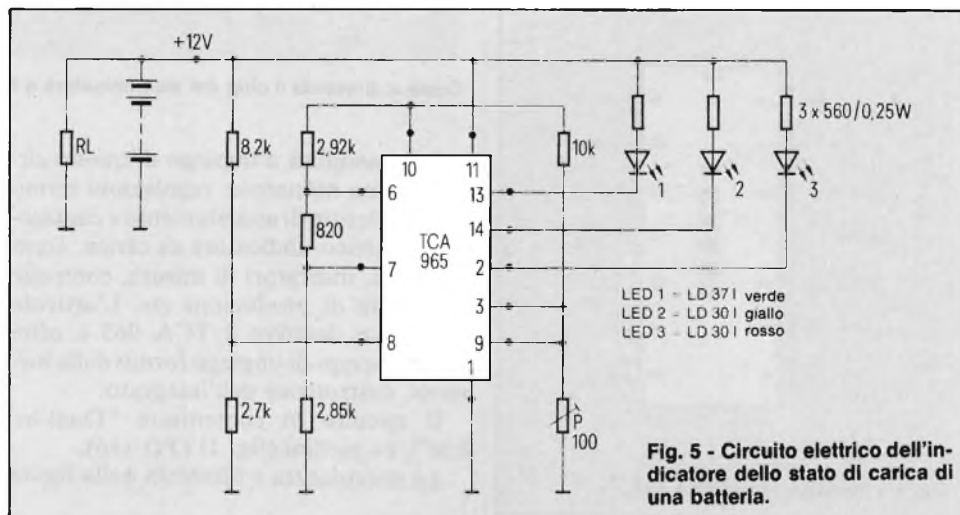 +12V
RL
8,2k
2,92k
10k
3 x 560/0,25W
10
11
6
13
1
2
3
820
14
TCA
965
7
2
3
LED 1 = LD 37 I verde
LED 2 = LD 30 I giallo
LED 3 = LD 30 I rosso
8
9
1
2,7k
2,85k
P
100
Fig. 5 - Circuito elettrico dell'in-
dicatore dello stato di carica di
una batteria.